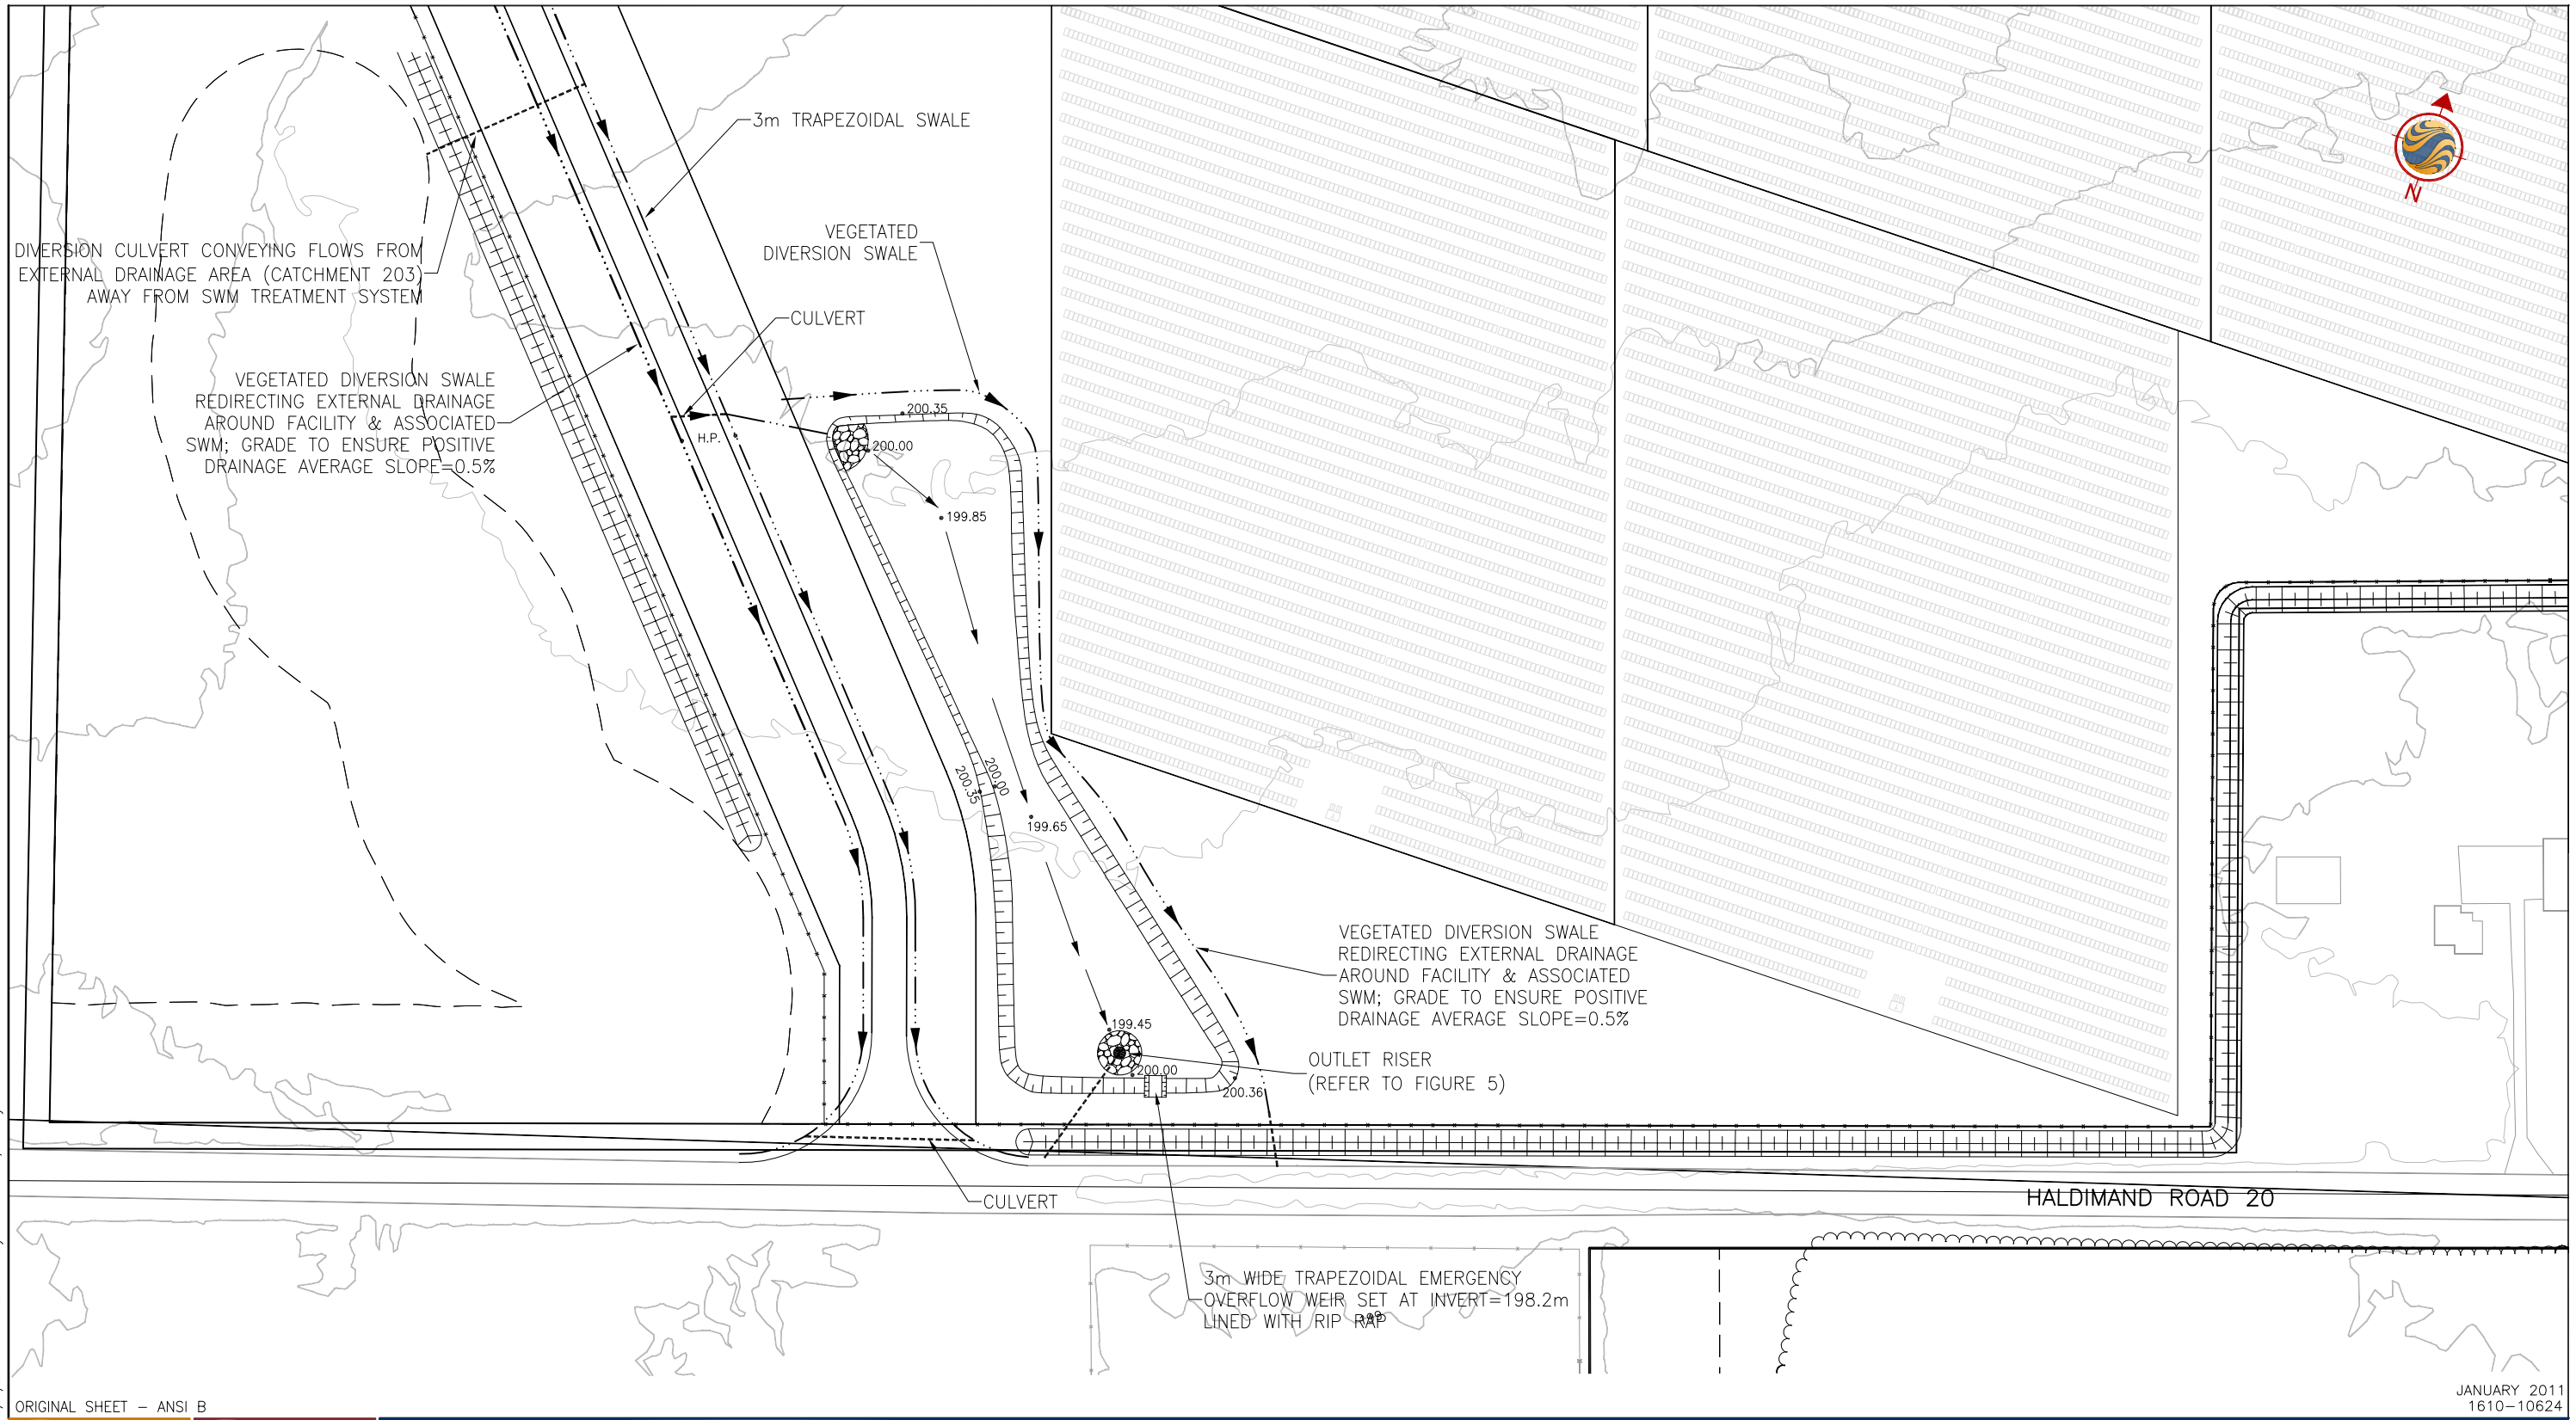 3m TRAPEZOIDAL SWALE
VEGETATED
DIVERSION SWALE
N
DIVERSION CULVERT CONVEYING FLOWS FROM
EXTERNAL DRAINAGE AREA (CATCHMENT 203)
AWAY FROM SWM TREATMENT SYSTEM
CULVERT
VEGETATED DIVERSION SWALE
REDIRECTING EXTERNAL DRAINAGE
AROUND FACILITY & ASSOCIATED
SWM; GRADE TO ENSURE POSITIVE
DRAINAGE AVERAGE SLOPE=0.5%
200.35
H.P.
200.00
199.85
200.35
200.00
199.65
VEGETATED DIVERSION SWALE
REDIRECTING EXTERNAL DRAINAGE
AROUND FACILITY & ASSOCIATED
SWM; GRADE TO ENSURE POSITIVE
DRAINAGE AVERAGE SLOPE=0.5%
199.45
OUTLET RISER
(REFER TO FIGURE 5)
200.00
200.36
CULVERT
HALDIMAND ROAD 20
3m WIDE TRAPEZOIDAL EMERGENCY
OVERFLOW WEIR SET AT INVERT=198.2m
LINED WITH RIP RAP
ORIGINAL SHEET - ANSI B
JANUARY 2011
1610-10624